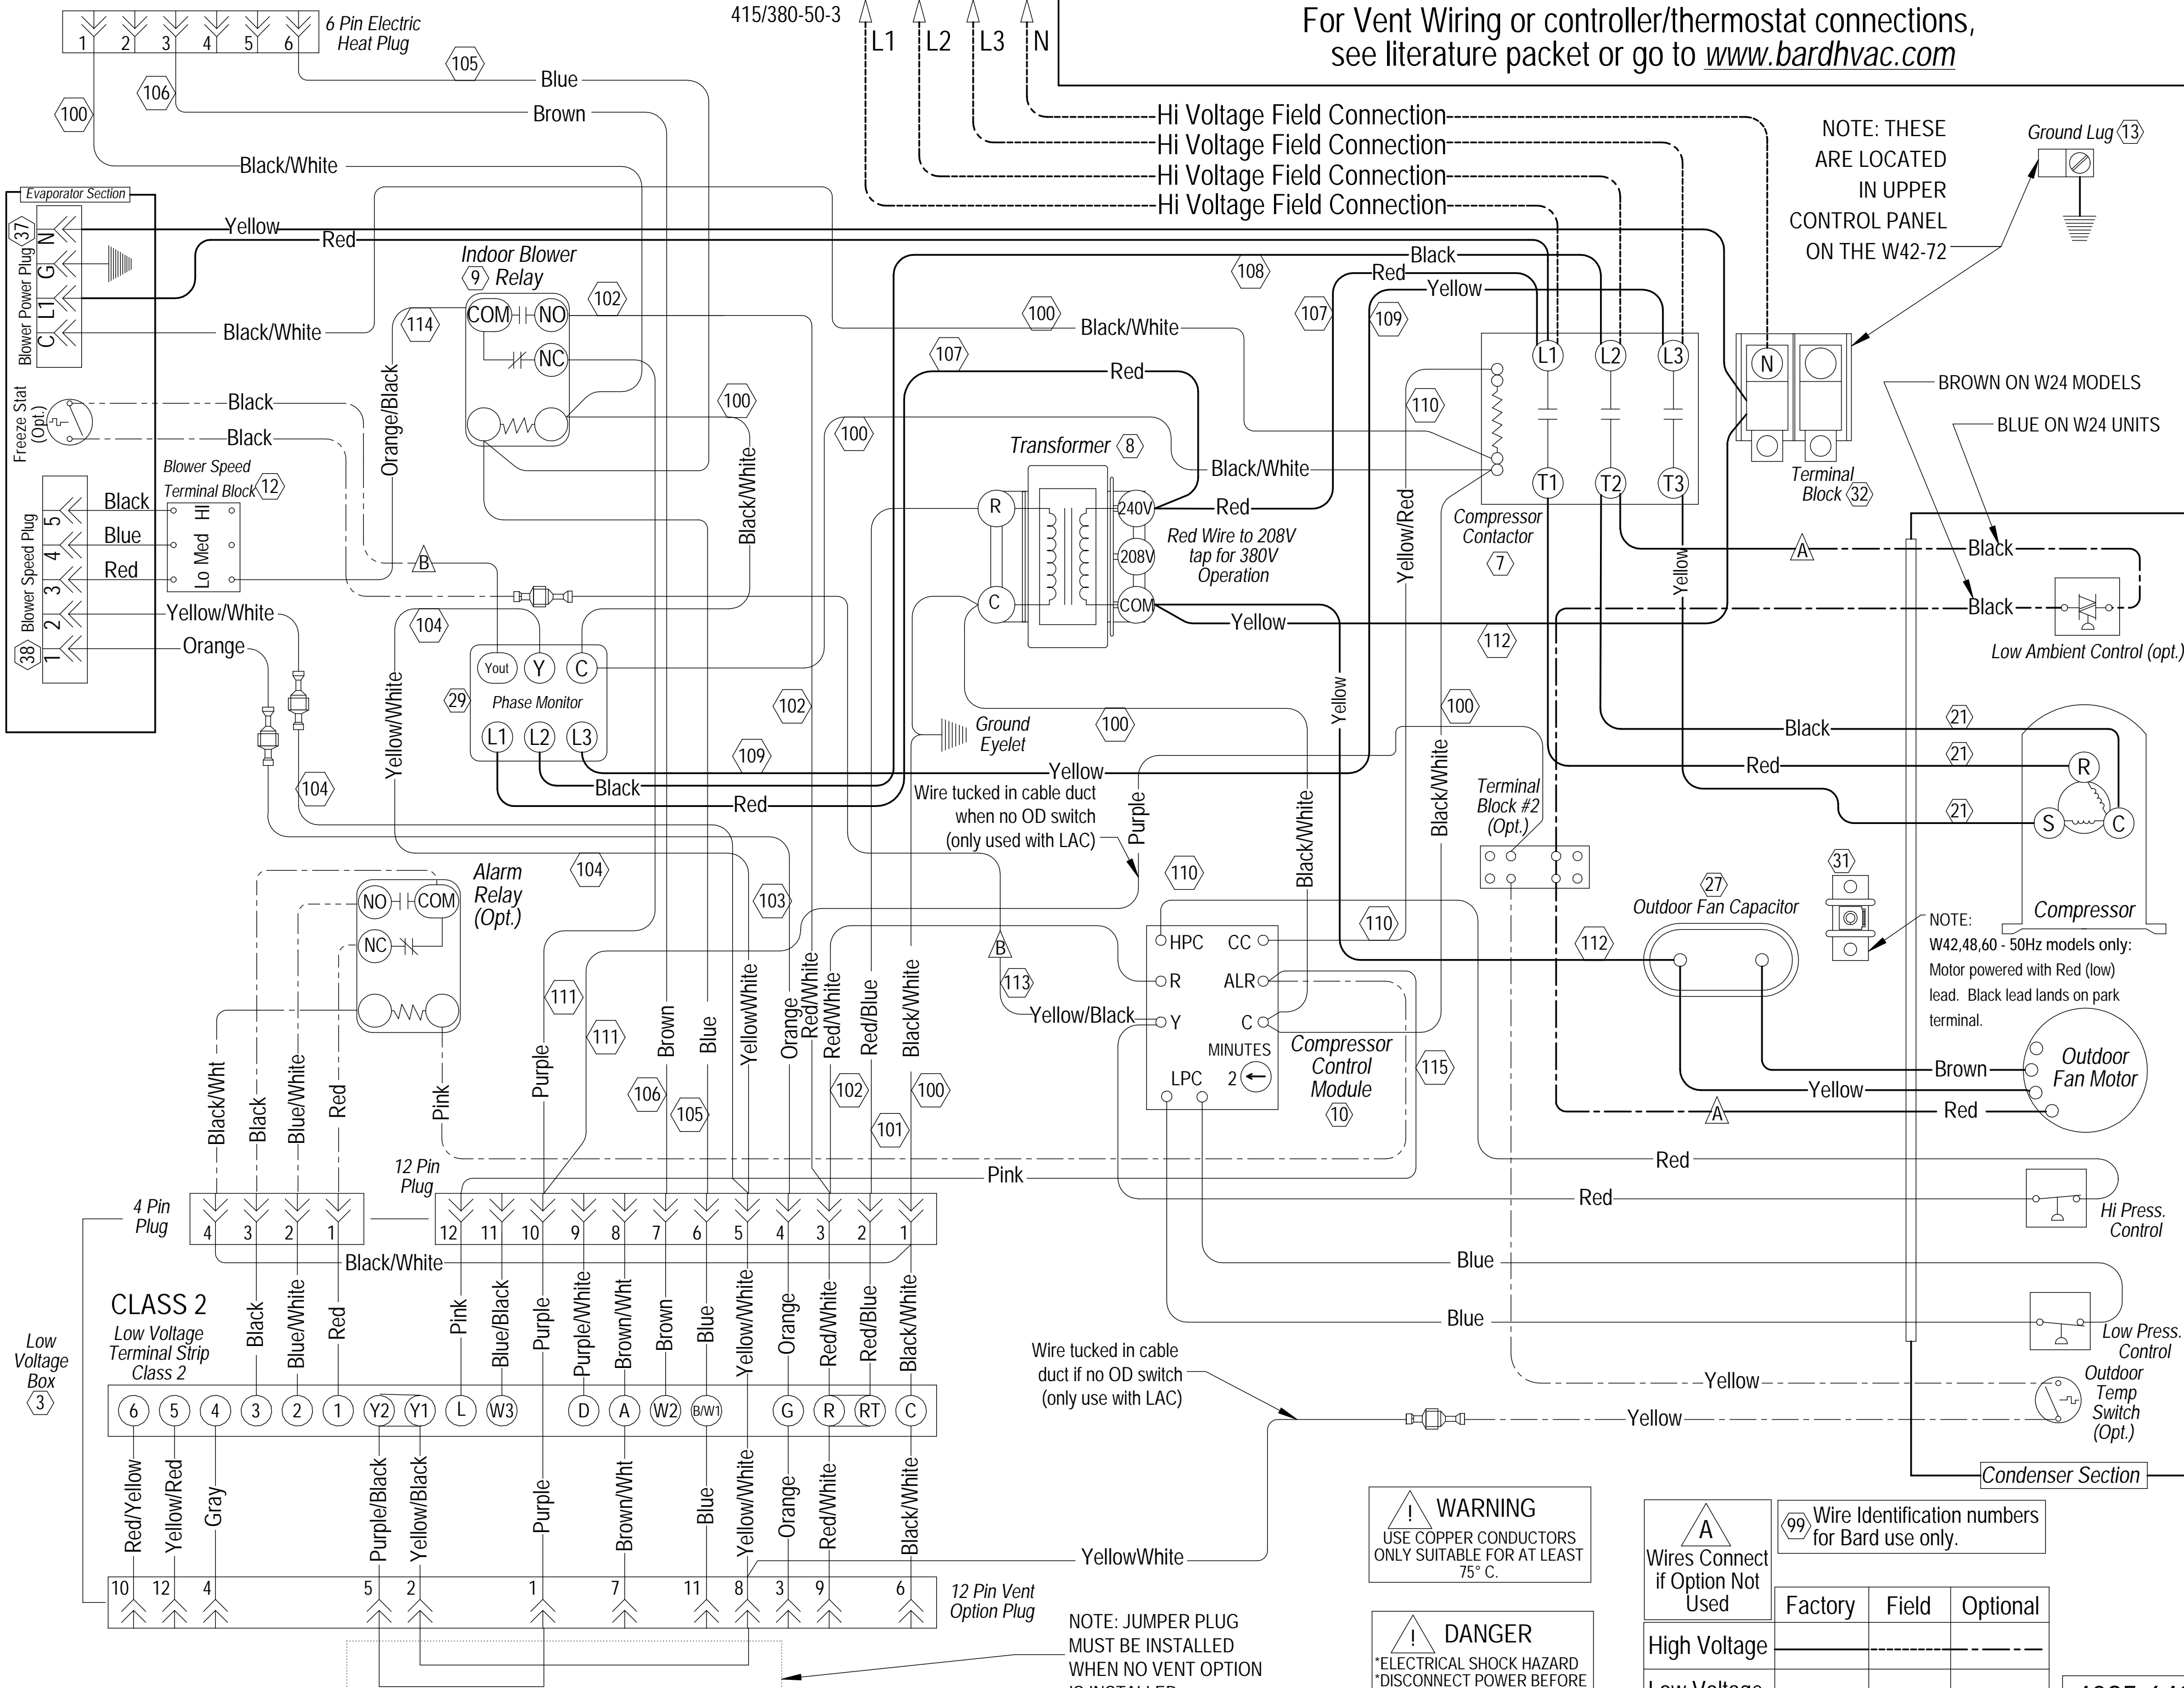 415/380-50-3
L1
L2
L3
N
For Vent Wiring or controller/thermostat connections,
see literature packet or go to www.bardhvac.com
1
2
3
4
5
6
6 Pin Electric
Heat Plug
105
106
100
Blue
Brown
Black/White
Hi Voltage Field Connection
Hi Voltage Field Connection
Hi Voltage Field Connection
Hi Voltage Field Connection
NOTE: THESE
ARE LOCATED
IN UPPER
CONTROL PANEL
ON THE W42-72
Ground Lug 13
Evaporator Section
37
Blower Power Plug
N
G
L1
C
Yellow
Red
Black/White
Indoor Blower
9 Relay
COM
NO
NC
102
114
Orange/Black
100
Black/White
Black
Red
Yellow
108
107
109
100
Black/White
107
Red
100
Black/White
110
Yellow/Red
L1
L2
L3
T1
T2
T3
Compressor
Contactor
7
N
Terminal
Block 32
BROWN ON W24 MODELS
BLUE ON W24 UNITS
Freeze Stat
(Opt.)
Black
Black
Blower Speed
Terminal Block 12
Lo Med HI
38
Blower Speed Plug
5
4
3
2
1
Black
Blue
Red
Yellow/White
Orange
B
Transformer 8
R
C
240V
208V
COM
Red
Red Wire to 208V
tap for 380V
Operation
Yellow
112
Yellow
Yellow
A
Black
Black
Low Ambient Control (opt.)
104
Yout
Y
C
Phase Monitor
29
L1
L2
L3
109
Yellow
Black
Red
Yellow/White
104
102
Ground
Eyelet
100
Black/White
100
Black/White
Purple
Wire tucked in cable duct
when no OD switch
(only used with LAC)
Terminal
Block #2
(Opt.)
Black
21
Red
21
21
R
S
C
Compressor
31
NOTE:
W42,48,60 - 50Hz models only:
Motor powered with Red (low)
lead. Black lead lands on park
terminal.
27
Outdoor Fan Capacitor
112
Alarm
Relay
(Opt.)
NO
COM
NC
104
103
111
111
110
110
HPC
CC
R
ALR
Y
C
MINUTES
LPC
2
Compressor
Control
Module
10
B
113
Yellow/Black
115
Outdoor
Fan Motor
Brown
Yellow
Red
A
Black/Wht
Black
Blue/White
Red
Pink
Purple
Brown
Blue
YellowWhite
Orange
Red/White
Red/White
Red/Blue
Black/White
106
105
102
101
100
Pink
Red
Red
Hi Press.
Control
Blue
Blue
Low Press.
Control
4 Pin
Plug
4
3
2
1
12 Pin
Plug
12
11
10
9
8
7
6
5
4
3
2
1
Black/White
CLASS 2
Low Voltage
Terminal Strip
Class 2
Low
Voltage
Box
3
Black
Blue/White
Red
Pink
Blue/Black
Purple
Purple/White
Brown/Wht
Brown
Blue
Yellow/White
Orange
Red/White
Red/Blue
Black/White
6
5
4
3
2
1
Y2
Y1
L
W3
D
A
W2
B/W1
G
R
RT
C
Red/Yellow
Yellow/Red
Gray
Purple/Black
Yellow/Black
Purple
Brown/Wht
Blue
Yellow/White
Orange
Red/White
Black/White
10
12
4
5
2
1
7
11
8
3
9
6
12 Pin Vent
Option Plug
Wire tucked in cable
duct if no OD switch
(only use with LAC)
Yellow
Yellow
Outdoor
Temp
Switch
(Opt.)
Condenser Section
YellowWhite
NOTE: JUMPER PLUG
MUST BE INSTALLED
WHEN NO VENT OPTION
! WARNING
USE COPPER CONDUCTORS
ONLY SUITABLE FOR AT LEAST
75° C.
! DANGER
*ELECTRICAL SHOCK HAZARD
*DISCONNECT POWER BEFORE
A
Wires Connect
if Option Not
Used
99 Wire Identification numbers
for Bard use only.
Factory
Field
Optional
High Voltage
Low Voltage